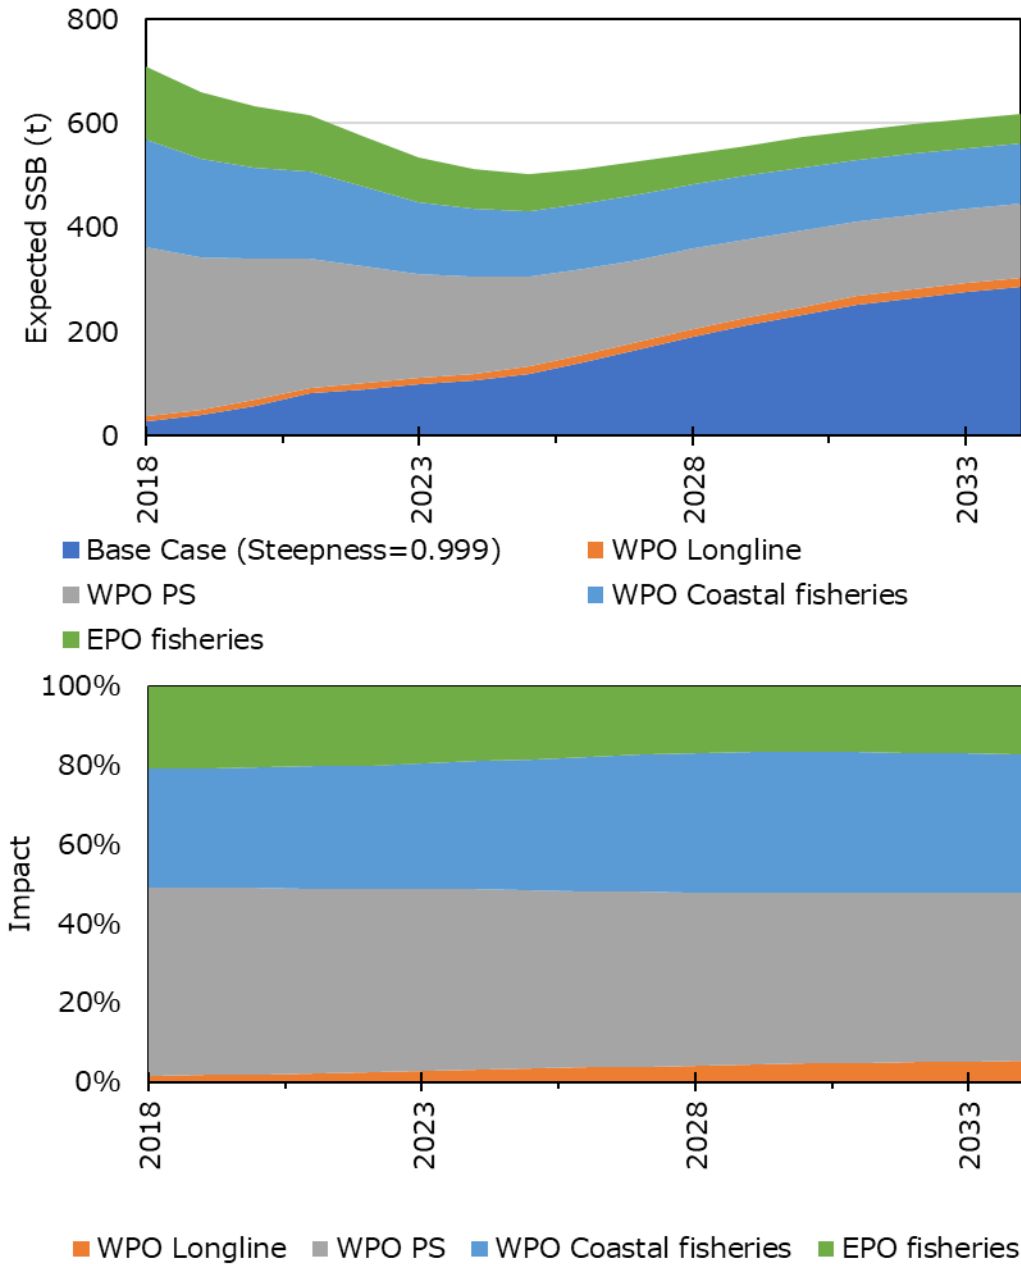 800
600
400
200
0
Expected SSB (t)
2018
2023
2028
2033
Base Case (Steepness=0.999)
WPO Longline
WPO PS
WPO Coastal fisheries
EPO fisheries
100%
80%
60%
40%
20%
0%
Impact
2018
2023
2028
2033
WPO Longline
WPO PS
WPO Coastal fisheries
EPO fisheries